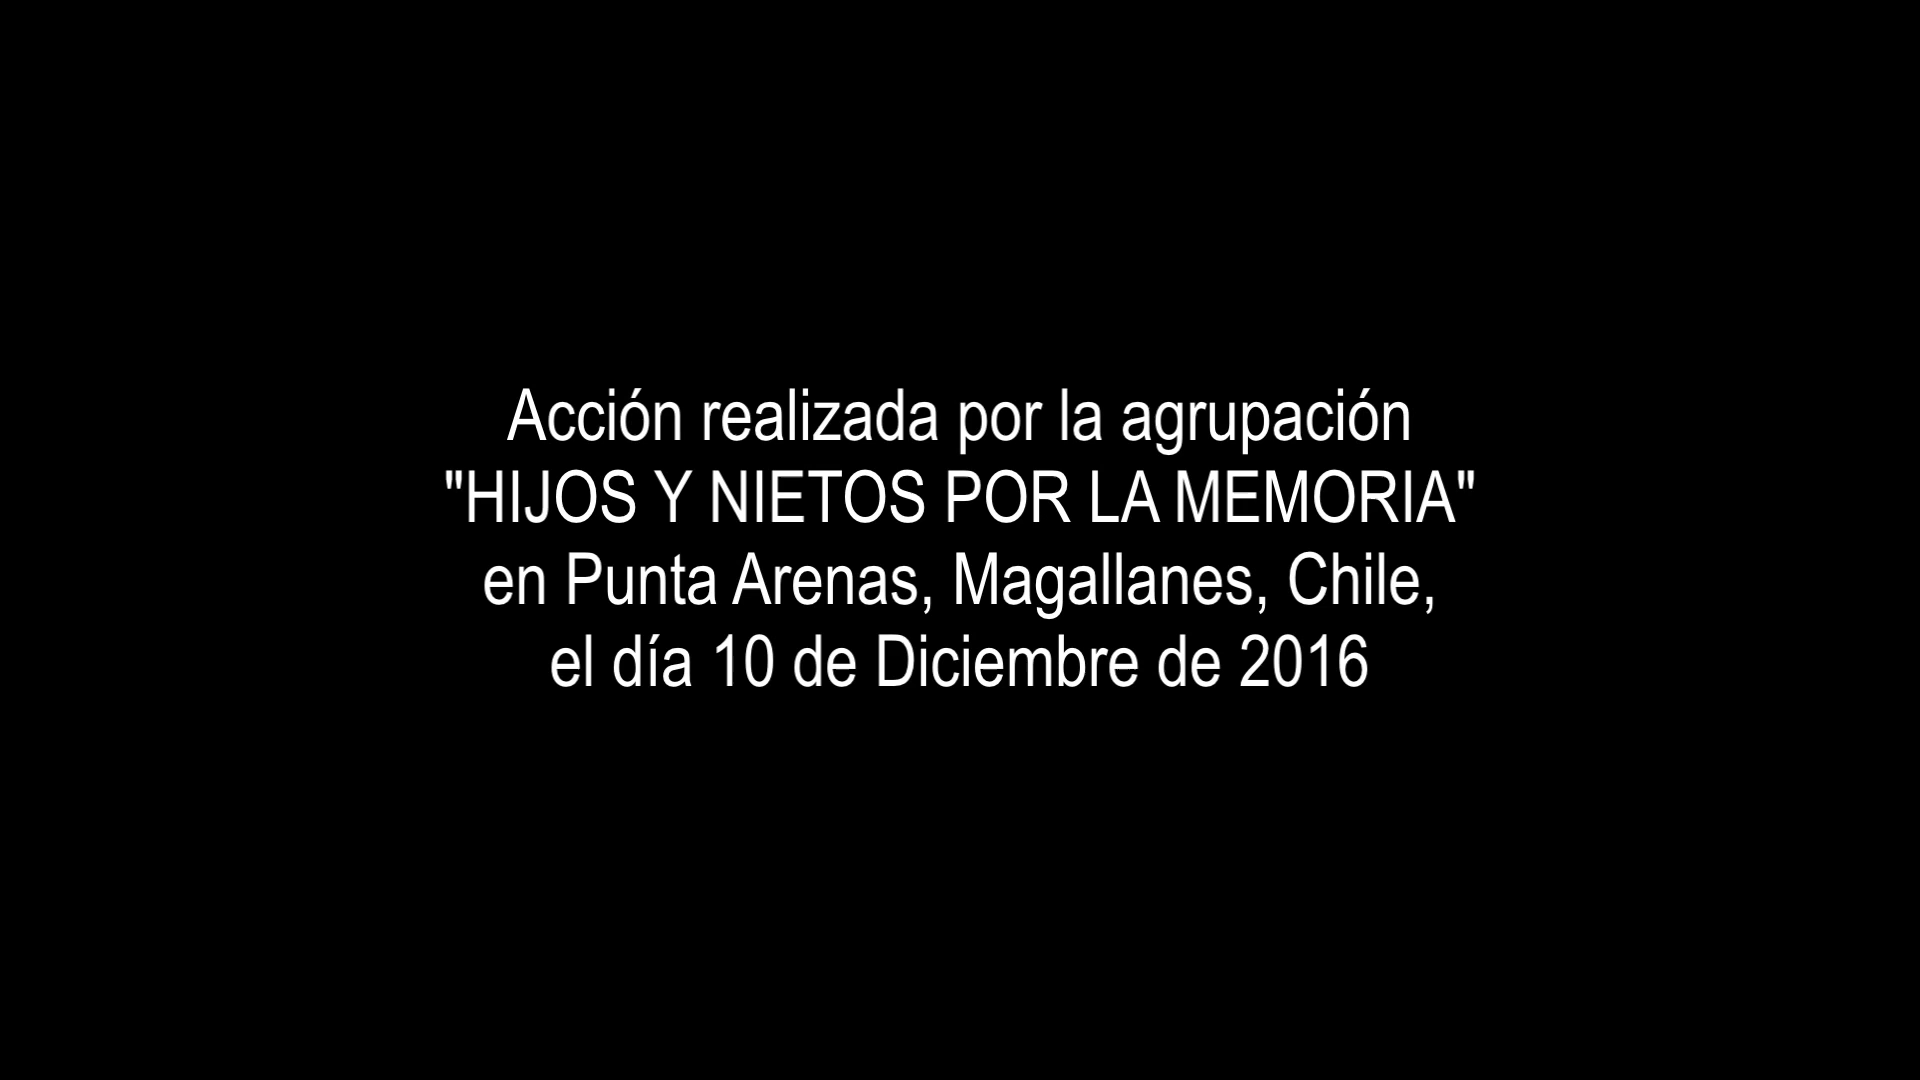 Acción realizada por la agrupación
"HIJOS Y NIETOS POR LA MEMORIA"
en Punta Arenas, Magallanes, Chile,
el día 10 de Diciembre de 2016